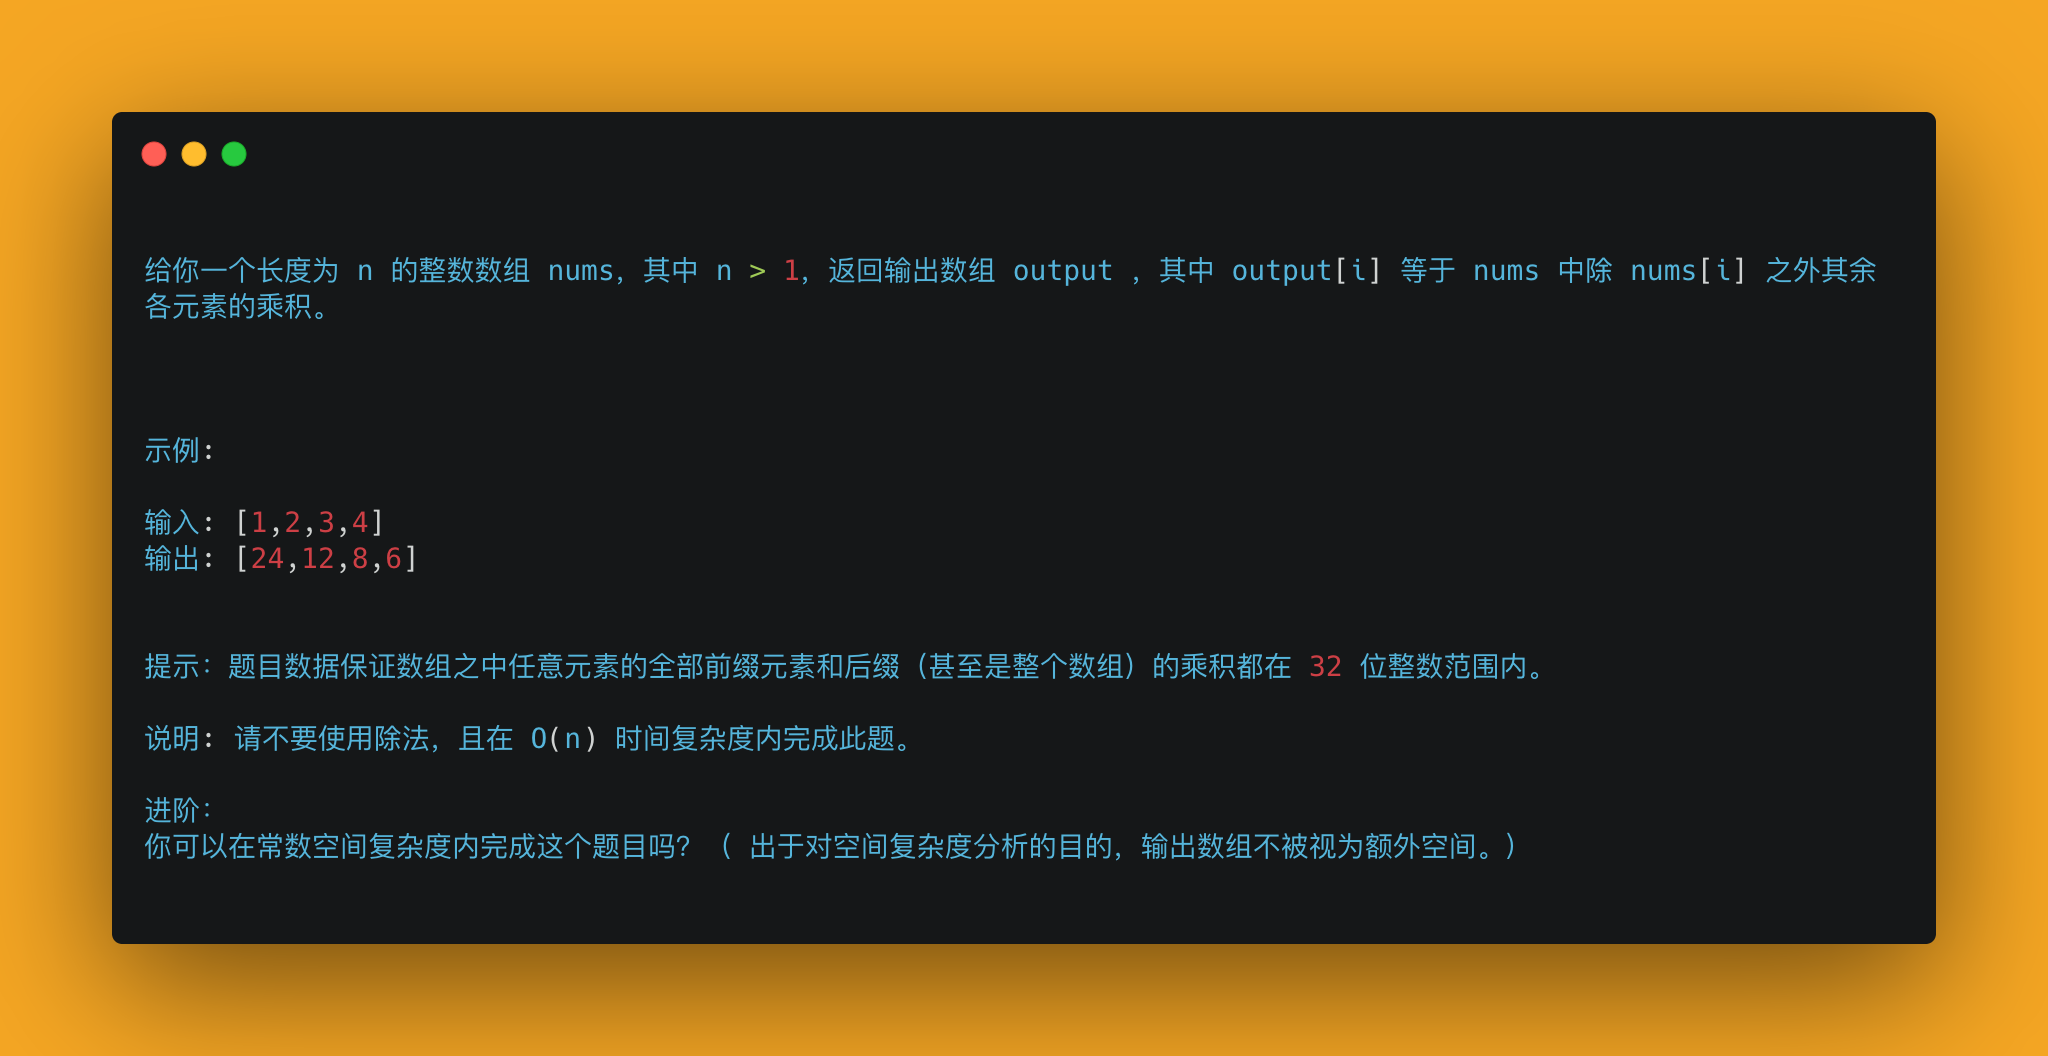 给你一个长度为 n 的整数数组 nums，其中 n > 1，返回输出数组 output ，其中 output[i] 等于 nums 中除 nums[i] 之外其余
各元素的乘积。
示例:
输入: [1,2,3,4]
输出: [24,12,8,6]
提示：题目数据保证数组之中任意元素的全部前缀元素和后缀（甚至是整个数组）的乘积都在 32 位整数范围内。
说明: 请不要使用除法，且在 O(n) 时间复杂度内完成此题。
进阶：
你可以在常数空间复杂度内完成这个题目吗？（ 出于对空间复杂度分析的目的，输出数组不被视为额外空间。）